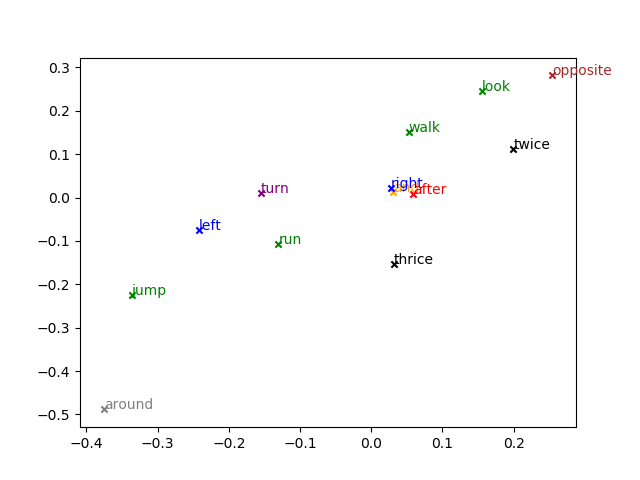 0.3
0.2
0.1
0.0
−0.1
−0.2
−0.3
−0.4
−0.5
−0.4
−0.3
−0.2
−0.1
0.0
0.1
0.2
opposite
look
walk
twice
right
after
turn
left
run
thrice
jump
around